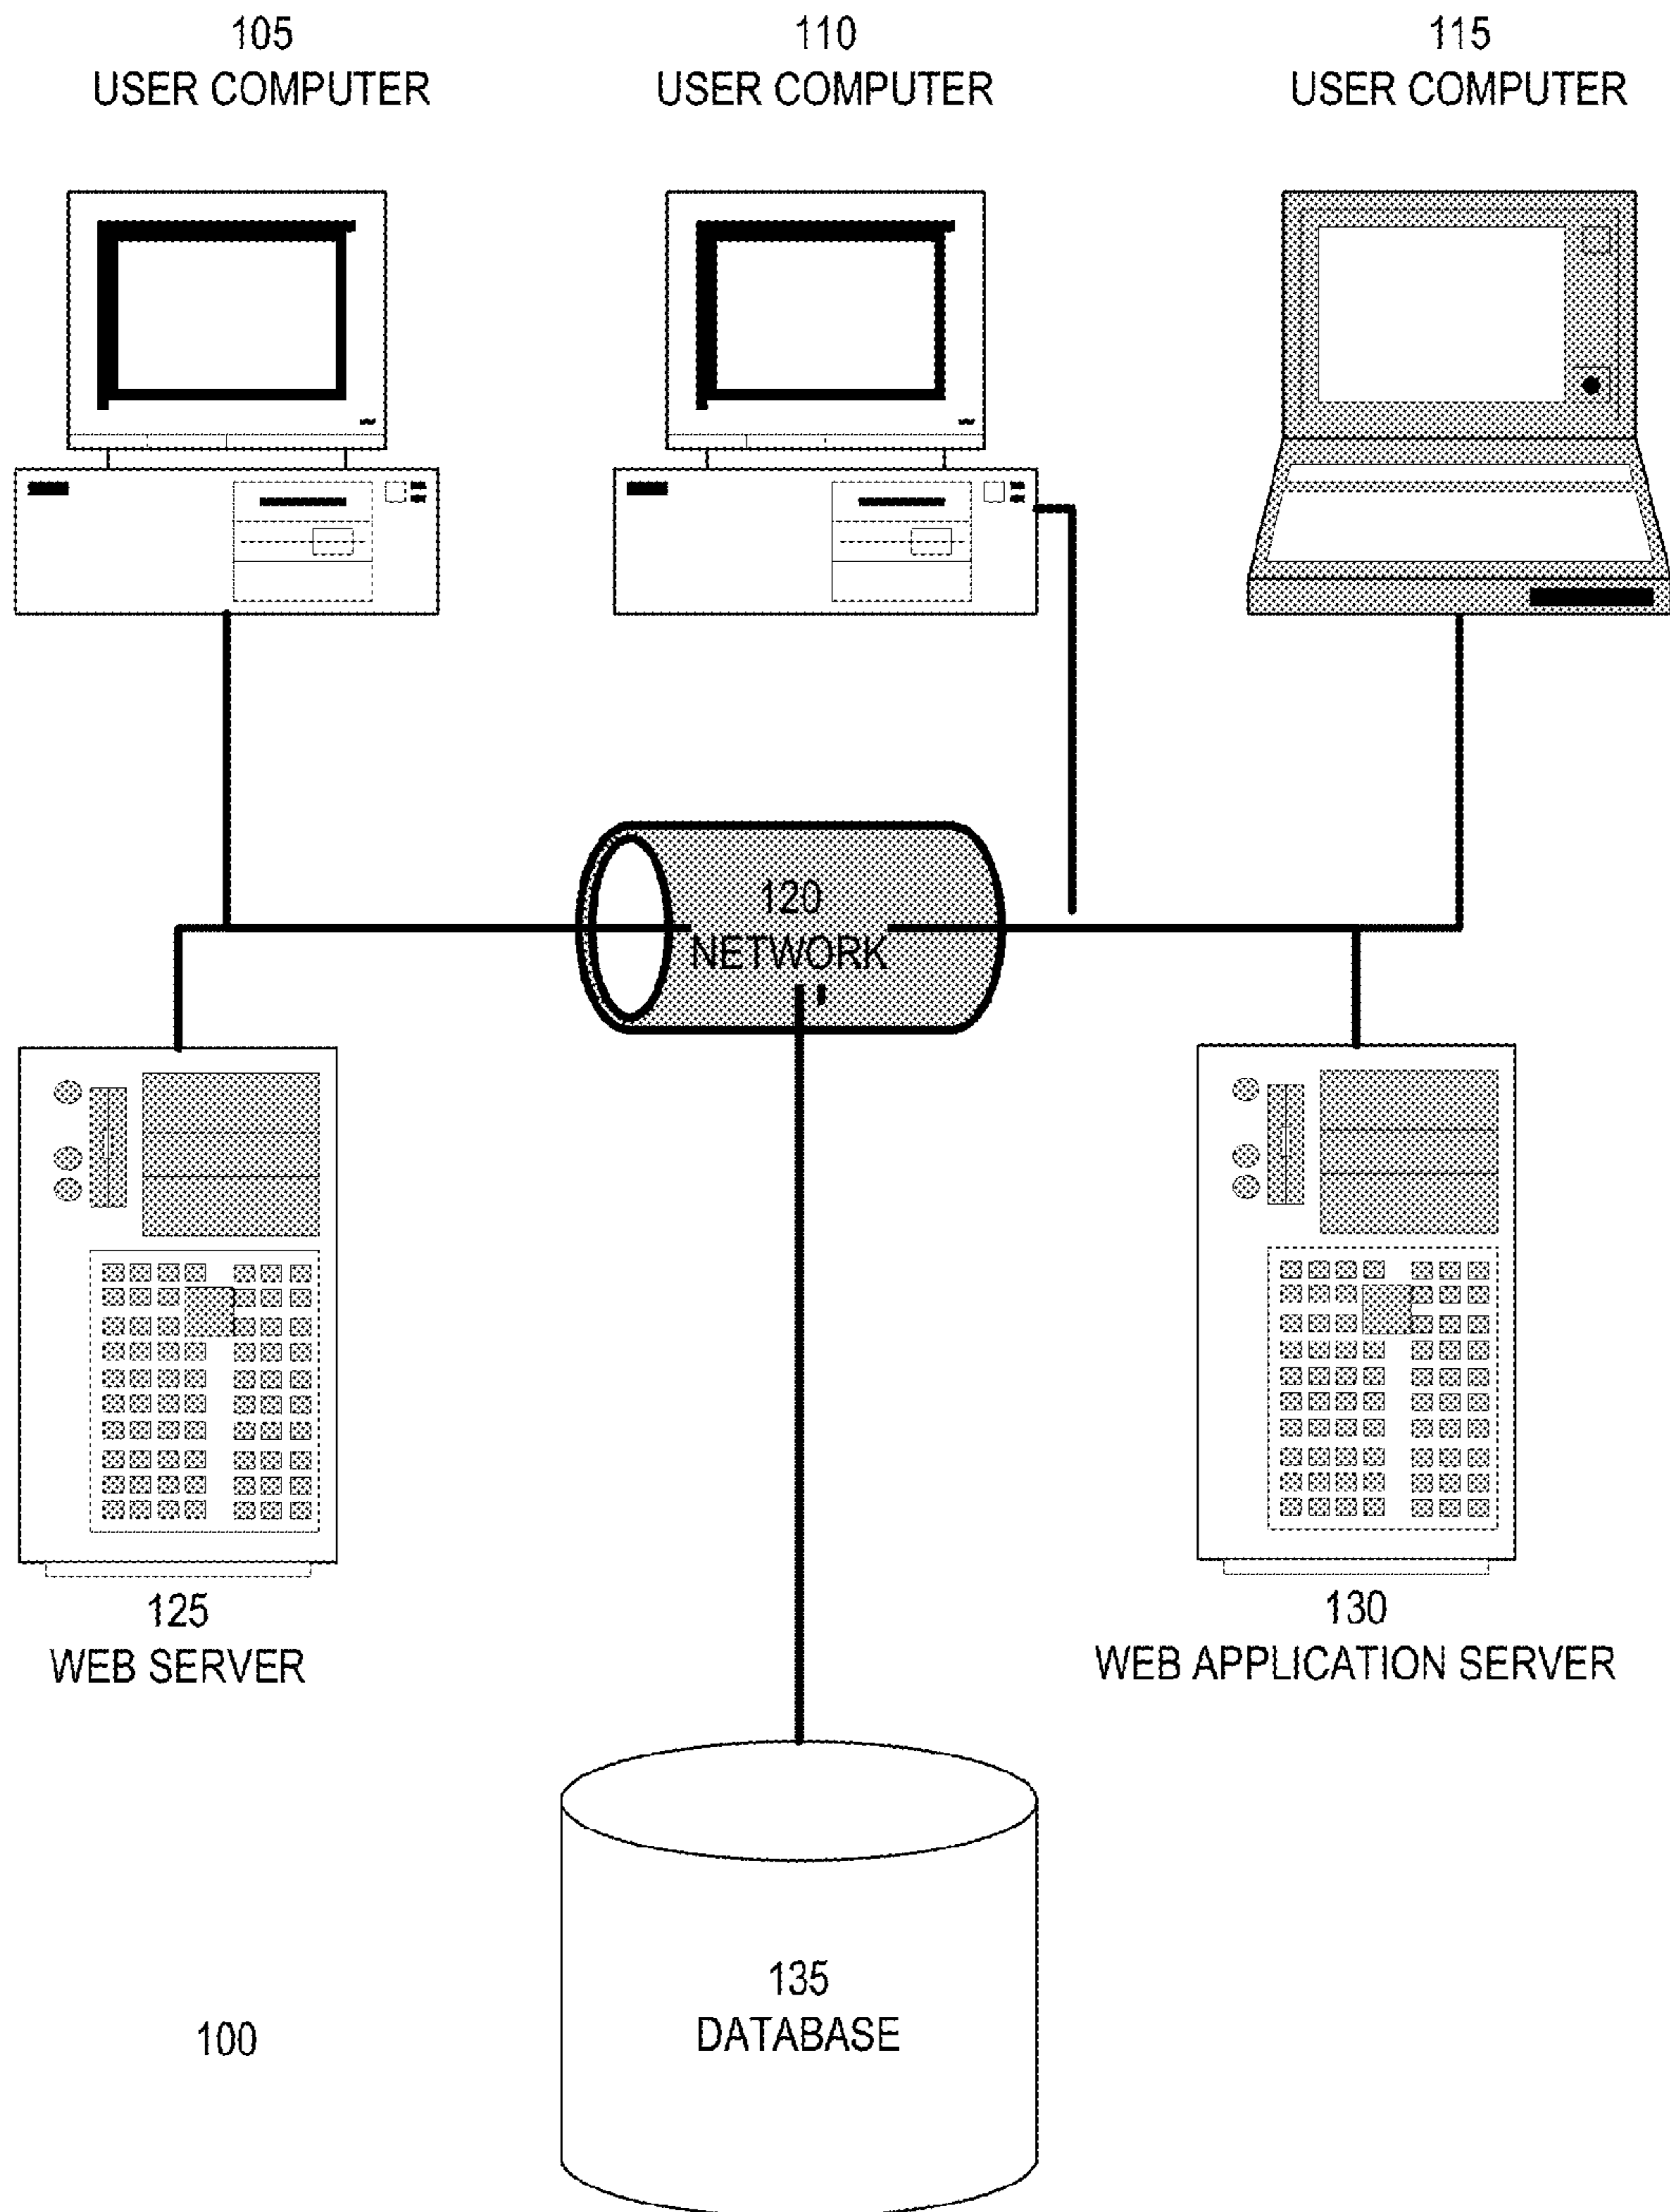 105
USER COMPUTER
110
USER COMPUTER
115
USER COMPUTER
120
NETWORK
125
WEB SERVER
130
WEB APPLICATION SERVER
135
DATABASE
100